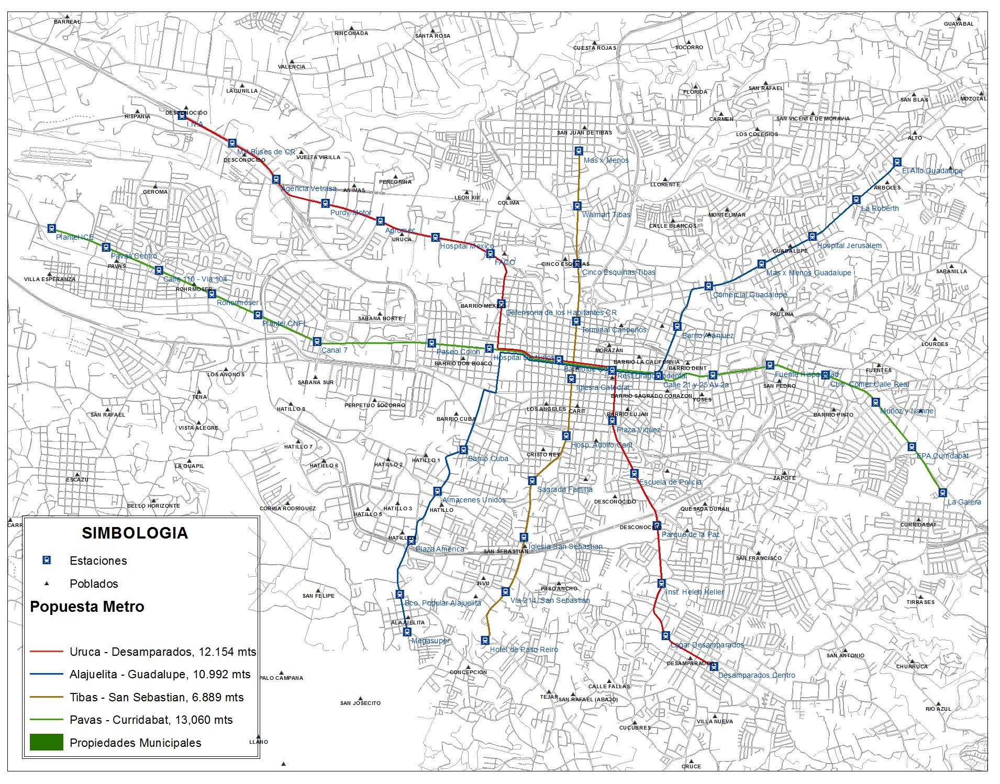 BARREAL
GUAYABAL
RINCONADA
SANTA ROSA
CUESTA ROJAS
SOCORRO
VALENCIA
LAGUNILLA
FLORIDA
SAN RAFAEL
SAN BLAS
MOZOTAL
HISPANIA
DESCONOCIDO
I.N.A
CARMEN
SAN VICENTE DE MORAVIA
SAN JUAN DE TIBAS
LOS COLEGIOS
ALTO
MV Buses de CR
DESCONOCIDO
VUELTA VIRILLA
Mas x Menos
El Alto Guadalupe
PEREGRINA
LLORENTE
ARBOLES
Agencia Vetrasa
ANIMAS
GEROMA
LEON XIII
COLIMA
La Roberth
Purdy Motor
Walmart Tibas
MONTELIMAR
CALLE BLANCOS
Agromec
URUCA
Plantel ICE
Hospital Mexico
Hospital Jerusalem
GUADALUPE
Pavas Centro
PAVAS
FACO
CINCO ESQUINAS
Cinco Esquinas Tibas
Mas x Menos Guadalupe
SABANILLA
VILLA ESPERANZA
Calle 110 - Via 104
ROHRMOSER
Comercial Guadalupe
Rohormoser
BARRIO MEXICO
Defensoria de los Habitantes CR
PAULINA
SABANA NORTE
Plantel CNFL
Terminal Caribeños
Barrio Aranjuez
LOURDES
Canal 7
Paseo Colon
MORAZAN
Hospital De Niños
BARRIO DON BOSCO
BARRIO LA CALIFORNIA
BARRIO DENT
FUENTES
LOS ANONOS
SABANA SUR
Rest Dragon Oriental
Fuente Hispanidad
Calle 21 y 25 Av 2a
Ctro. Comer Calle Real
SAN PEDRO
Iglesia Catedral
TENA
BARRIO SAGRADO CORAZON
YOSES
HATILLO 8
PERPETUO SOCORRO
LOS ANGELES
CARIT
SAN RAFAEL
BARRIO CUBA
BARRIO LUJAN
BARRIO PINTO
Muñoz y Nanne
VISTA ALEGRE
Plaza Viquez
HATILLO 7
Hosp. Adolfo Carit
CRISTO REY
LA GUAPIL
HATILLO 6
HATILLO 2
HATILLO 1
Barrio Cuba
EPA Curridabat
ESCAZU
Escuela de Policia
ZAPOTE
Sagrada Familia
BELLO HORIZONTE
CORINA RODRIGUEZ
HATILLO 5
HATILLO 3
Almacenes Unidos
HATILLO
DESCONOCIDO
QUESADA DURAN
La Galera
CARR
DESCONOCIDO
Parque de la Paz
CURRIDABAT
HATILLO 4
Plaza America
Iglesia San Sebastian
SAN SEBASTIAN
SAN FRANCISCO
INVU
PASO ANCHO
SAN FELIPE
Bco. Popular Alajuelita
Via 214, San Sebastian
Inst. Helen Keller
TIRRASES
ALAJUELITA
Megasuper
Hotel de Paso Reiro
Logar Desamparados
SAN ANTONIO
DESAMPARADOS
CHURRUCA
CONCEPCION
Desamparados Centro
PALO CAMPANA
CALLE FALLAS
TEJAR
SAN RAFAEL (ABAJO)
SAN JOSECITO
RIO AZUL
CUCUBRES
VILLA NUEVA
LLANO
CRUCE
SIMBOLOGIA
Estaciones
Poblados
Popuesta Metro
Uruca - Desamparados, 12.154 mts
Alajuelita - Guadalupe, 10.992 mts
Tibas - San Sebastian, 6.889 mts
Pavas - Curridabat, 13,060 mts
Propiedades Municipales